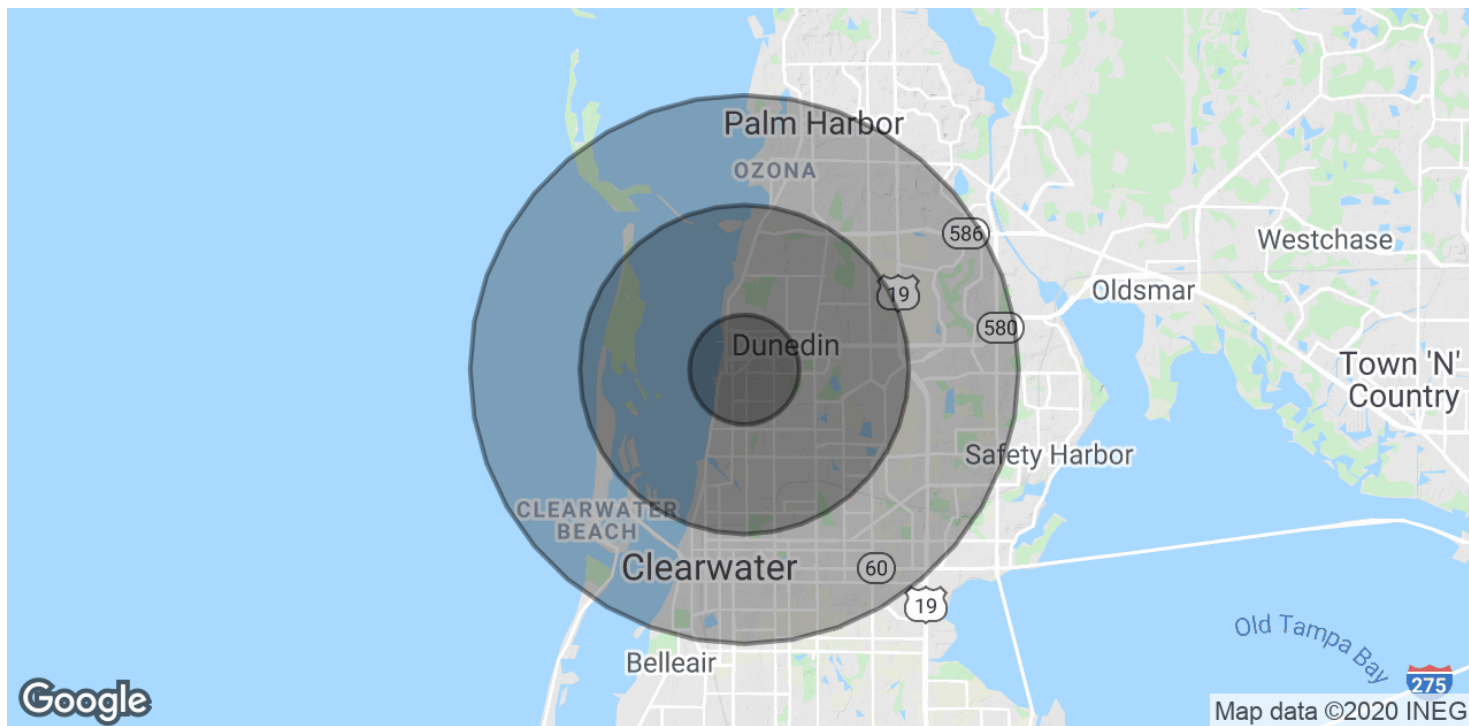 Palm Harbor
OZONA
586
Westchase
19
Oldsmar
580
Dunedin
Town 'N'
Country
Safety Harbor
CLEARWATER
BEACH
Clearwater
60
19
Old Tampa Bay
Belleair
275
Google
Map data ©2020 INEG